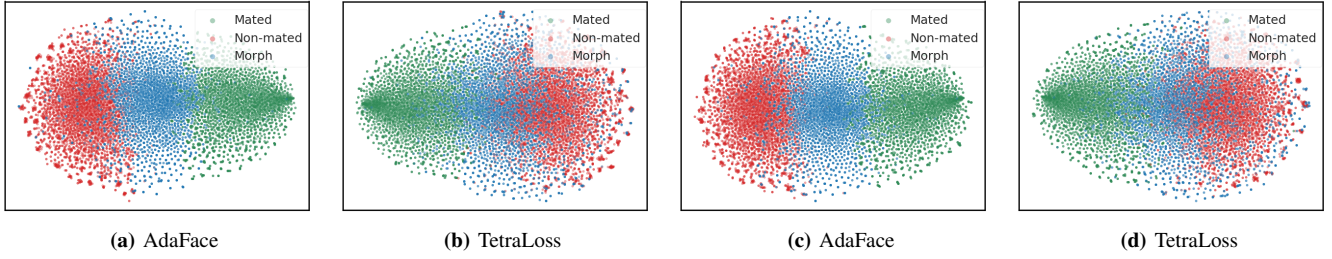 Mated
Non-mated
Morph
Mated
Non-mated
Morph
Mated
Non-mated
Morph
Mated
Non-mated
Morph
(a) AdaFace
(b) TetraLoss
(c) AdaFace
(d) TetraLoss